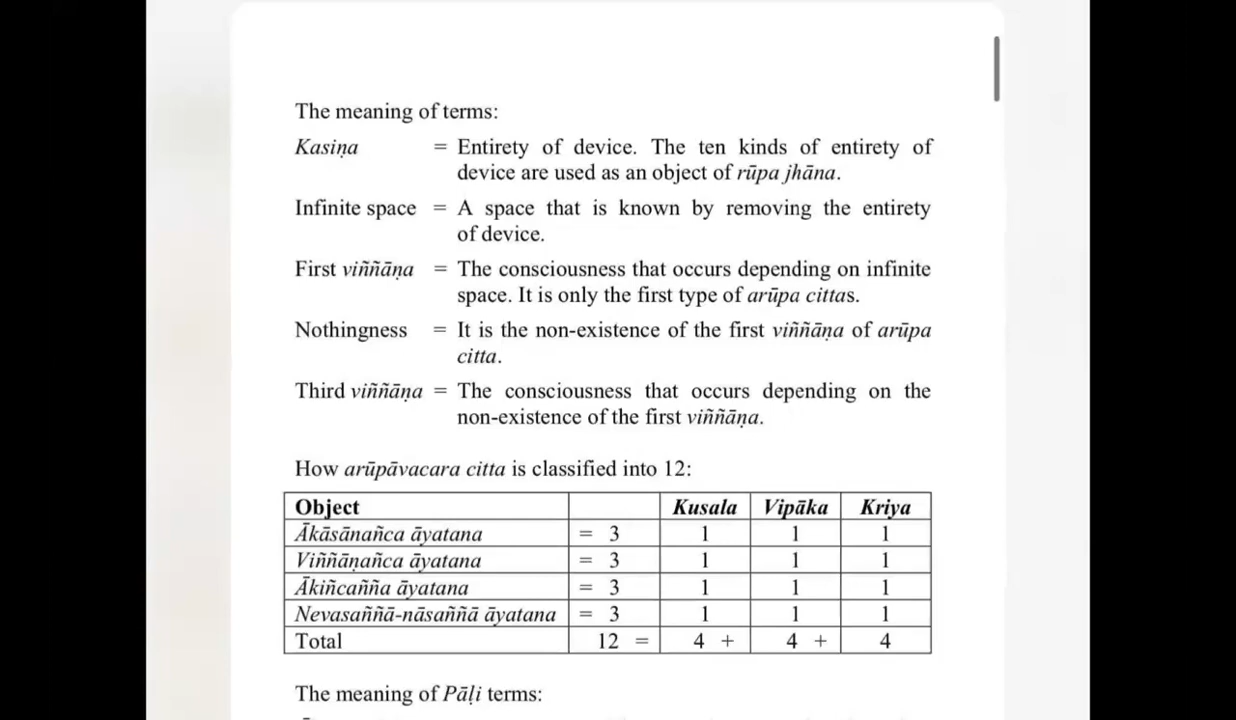 The meaning of terms:
Kasiṇa = Entirety of device. The ten kinds of entirety of
device are used as an object of rūpa jhāna.
Infinite space = A space that is known by removing the entirety
of device.
First viññāṇa = The consciousness that occurs depending on infinite
space. It is only the first type of arūpa cittas.
Nothingness = It is the non-existence of the first viññāṇa of arūpa
citta.
Third viññāṇa = The consciousness that occurs depending on the
non-existence of the first viññāṇa.
How arūpāvacara citta is classified into 12:
Object Kusala Vipāka Kriya
Ākāsānañca āyatana = 3 1 1 1
Viññāṇañca āyatana = 3 1 1 1
Ākiñcañña āyatana = 3 1 1 1
Nevasaññā-nāsaññā āyatana = 3 1 1 1
Total 12 = 4 + 4 + 4
The meaning of Pāḷi terms: